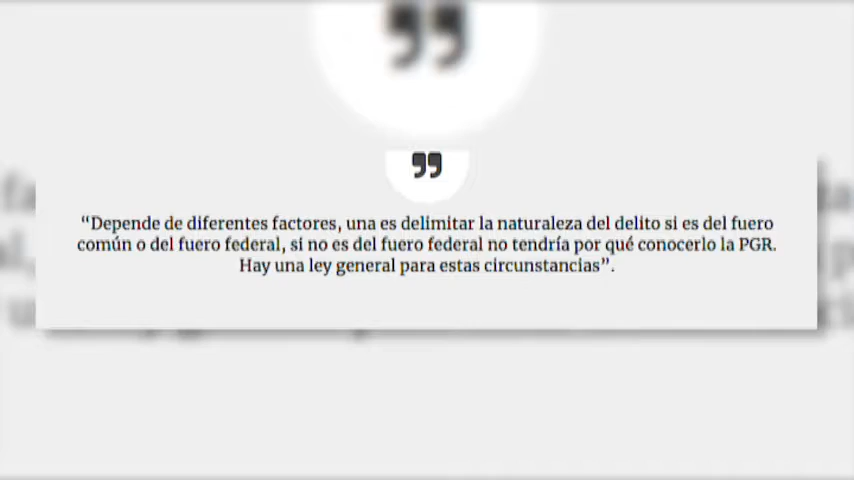 “Depende de diferentes factores, una es delimitar la naturaleza del delito si es del fuero
común o del fuero federal, si no es del fuero federal no tendría por qué conocerlo la PGR.
Hay una ley general para estas circunstancias”.